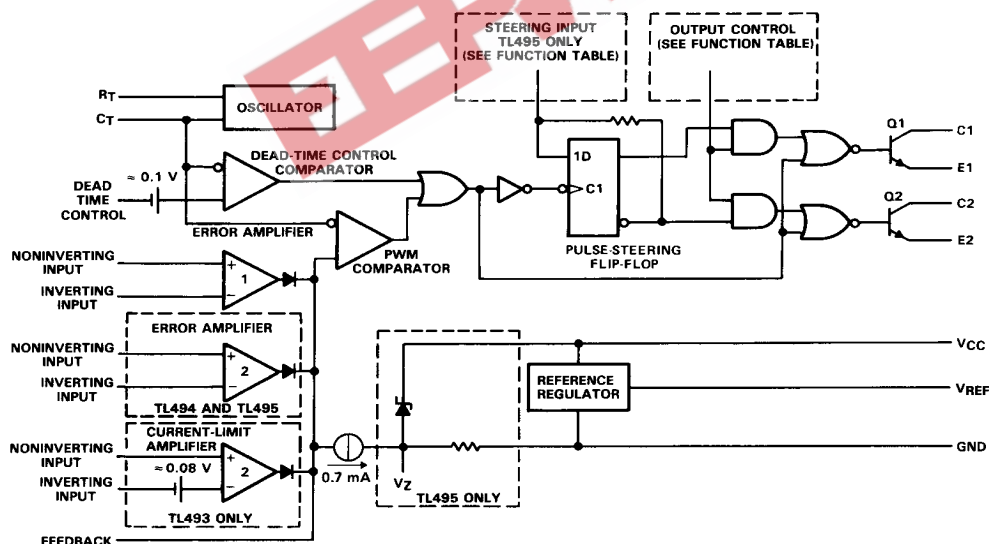 STEERING INPUT
TL495 ONLY
(SEE FUNCTION TABLE)
OUTPUT CONTROL
(SEE FUNCTION TABLE)
RT
CT
OSCILLATOR
DEAD-TIME CONTROL
COMPARATOR
≈ 0.1 V
DEAD
TIME
CONTROL
ERROR AMPLIFIER
PWM
COMPARATOR
1D
C1
PULSE-STEERING
FLIP-FLOP
Q1
C1
E1
Q2
C2
E2
NONINVERTING
INPUT
INVERTING
INPUT
+
1
−
ERROR AMPLIFIER
NONINVERTING
INPUT
INVERTING
INPUT
+
2
−
TL494 AND TL495
CURRENT-LIMIT
AMPLIFIER
NONINVERTING
INPUT
≈0.08 V
INVERTING
INPUT
+
2
−
TL493 ONLY
FEEDBACK
0.7 mA
VZ
TL495 ONLY
REFERENCE
REGULATOR
VCC
VREF
GND